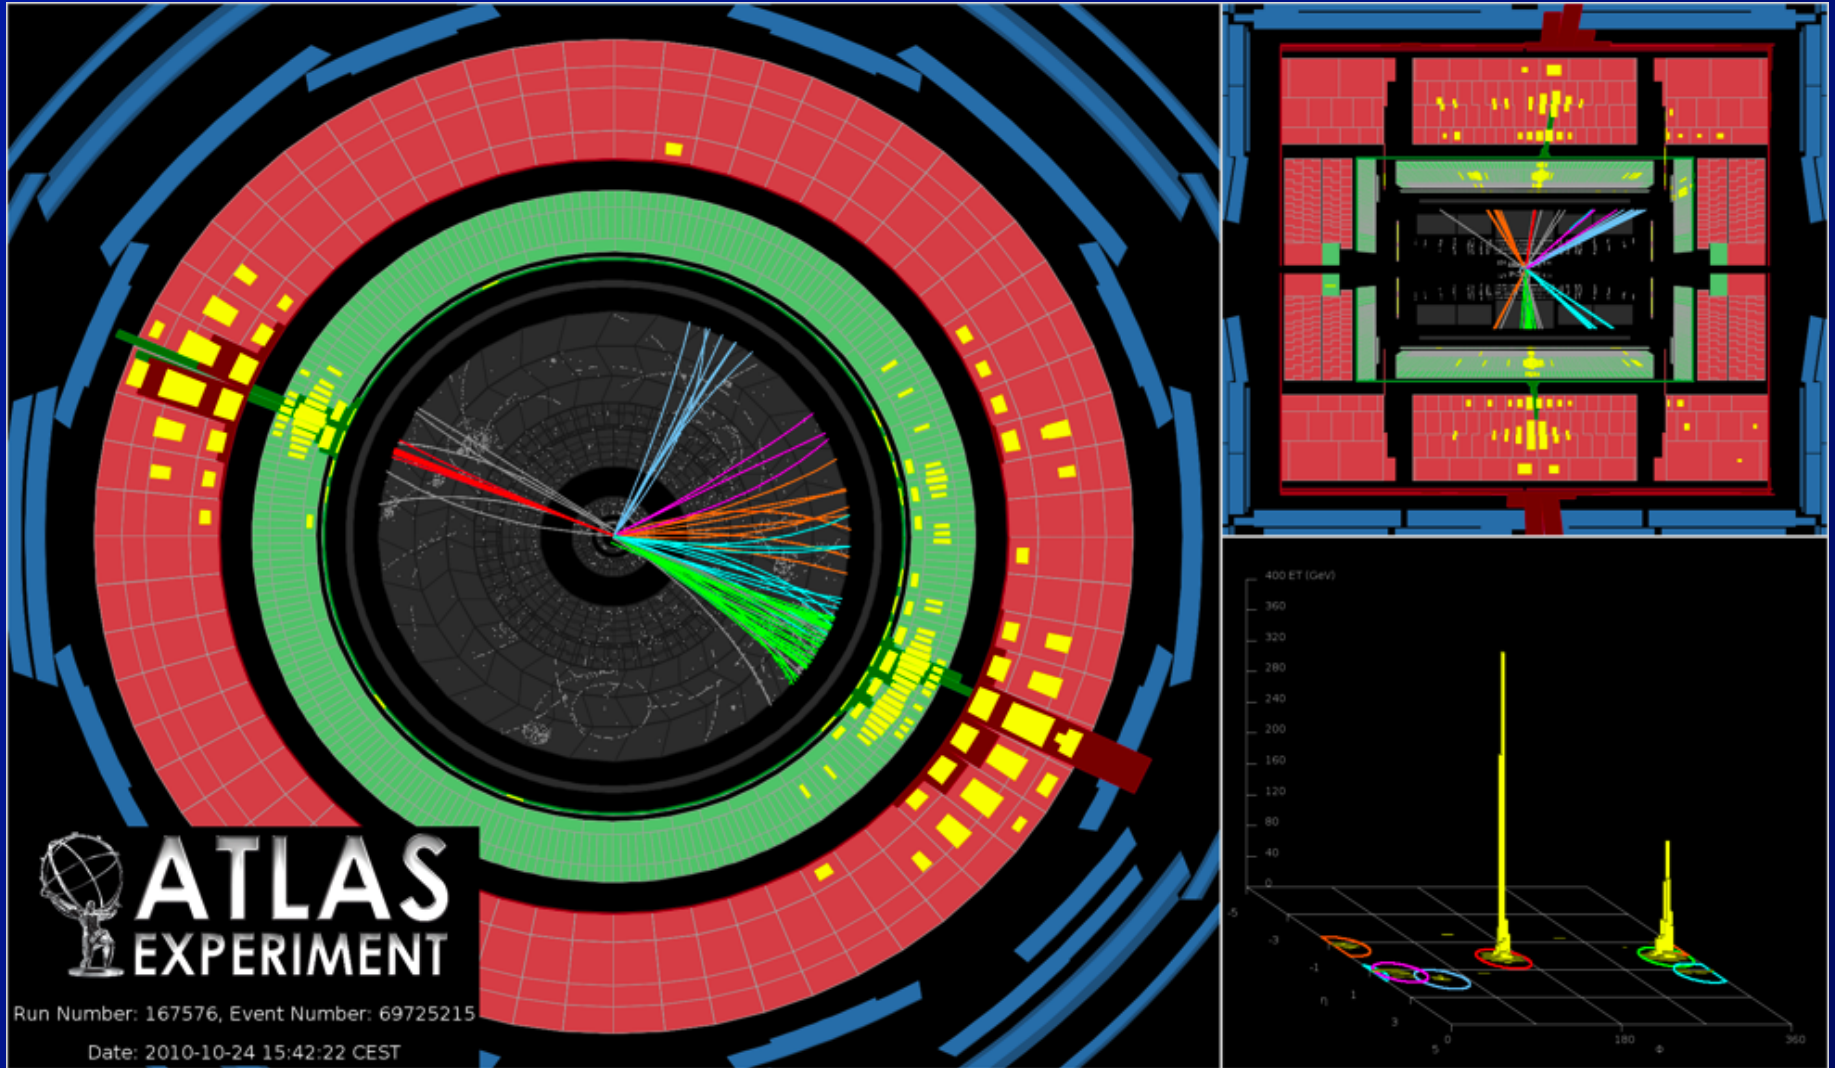 ATLAS
EXPERIMENT
Run Number: 167576, Event Number: 69725215
Date: 2010-10-24 15:42:22 CEST
400 ET (GeV)
360
320
280
240
200
160
120
80
40
0
-5
-3
-1
η 1
3
5
0
180
Φ
360